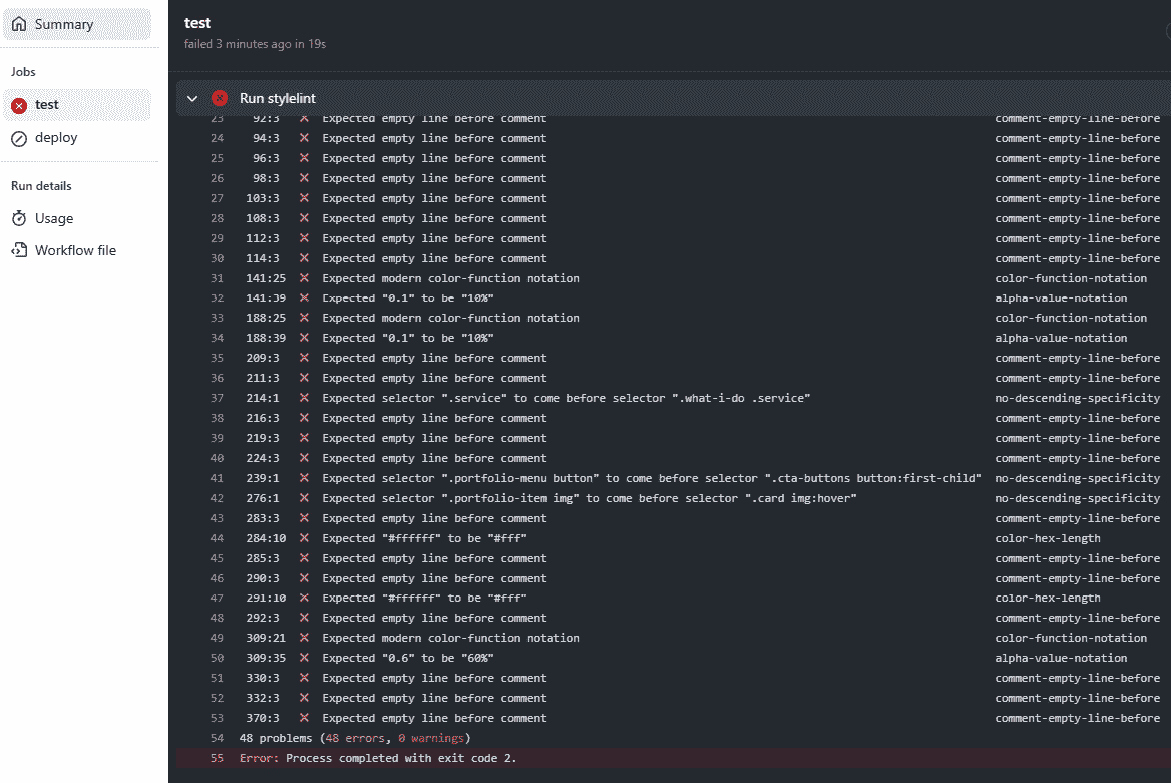 Summary
Jobs
test
deploy
Run details
Usage
Workflow file
test
failed 3 minutes ago in 19s
Run stylelint
23 92:3 ✕ Expected empty line before comment comment-empty-line-before
24 94:3 ✕ Expected empty line before comment comment-empty-line-before
25 96:3 ✕ Expected empty line before comment comment-empty-line-before
26 98:3 ✕ Expected empty line before comment comment-empty-line-before
27 103:3 ✕ Expected empty line before comment comment-empty-line-before
28 108:3 ✕ Expected empty line before comment comment-empty-line-before
29 112:3 ✕ Expected empty line before comment comment-empty-line-before
30 114:3 ✕ Expected empty line before comment comment-empty-line-before
31 141:25 ✕ Expected modern color-function notation color-function-notation
32 141:39 ✕ Expected "0.1" to be "10%" alpha-value-notation
33 188:25 ✕ Expected modern color-function notation color-function-notation
34 188:39 ✕ Expected "0.1" to be "10%" alpha-value-notation
35 209:3 ✕ Expected empty line before comment comment-empty-line-before
36 211:3 ✕ Expected empty line before comment comment-empty-line-before
37 214:1 ✕ Expected selector ".service" to come before selector ".what-i-do .service" no-descending-specificity
38 216:3 ✕ Expected empty line before comment comment-empty-line-before
39 219:3 ✕ Expected empty line before comment comment-empty-line-before
40 224:3 ✕ Expected empty line before comment comment-empty-line-before
41 239:1 ✕ Expected selector ".portfolio-menu button" to come before selector ".cta-buttons button:first-child" no-descending-specificity
42 276:1 ✕ Expected selector ".portfolio-item img" to come before selector ".card img:hover" no-descending-specificity
43 283:3 ✕ Expected empty line before comment comment-empty-line-before
44 284:10 ✕ Expected "#ffffff" to be "#fff" color-hex-length
45 285:3 ✕ Expected empty line before comment comment-empty-line-before
46 290:3 ✕ Expected empty line before comment comment-empty-line-before
47 291:10 ✕ Expected "#ffffff" to be "#fff" color-hex-length
48 292:3 ✕ Expected empty line before comment comment-empty-line-before
49 309:21 ✕ Expected modern color-function notation color-function-notation
50 309:35 ✕ Expected "0.6" to be "60%" alpha-value-notation
51 330:3 ✕ Expected empty line before comment comment-empty-line-before
52 332:3 ✕ Expected empty line before comment comment-empty-line-before
53 370:3 ✕ Expected empty line before comment comment-empty-line-before
54 48 problems (48 errors, 0 warnings)
55 Error: Process completed with exit code 2.